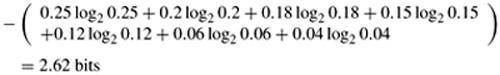 − ( 0.25 log₂ 0.25 + 0.2 log₂ 0.2 + 0.18 log₂ 0.18 + 0.15 log₂ 0.15
+0.12 log₂ 0.12 + 0.06 log₂ 0.06 + 0.04 log₂ 0.04 )
= 2.62 bits